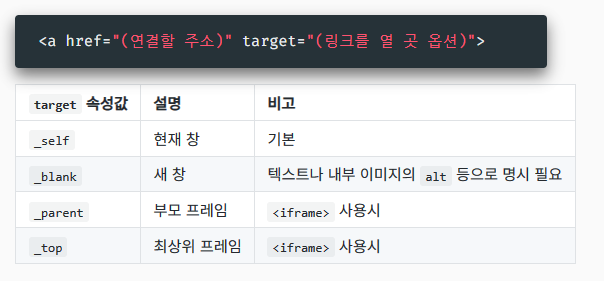 <a href="(연결할 주소)" target="(링크를 열 곳 옵션)">
target 속성값 설명 비고
_self 현재 창 기본
_blank 새 창 텍스트나 내부 이미지의 alt 등으로 명시 필요
_parent 부모 프레임 <iframe> 사용시
_top 최상위 프레임 <iframe> 사용시